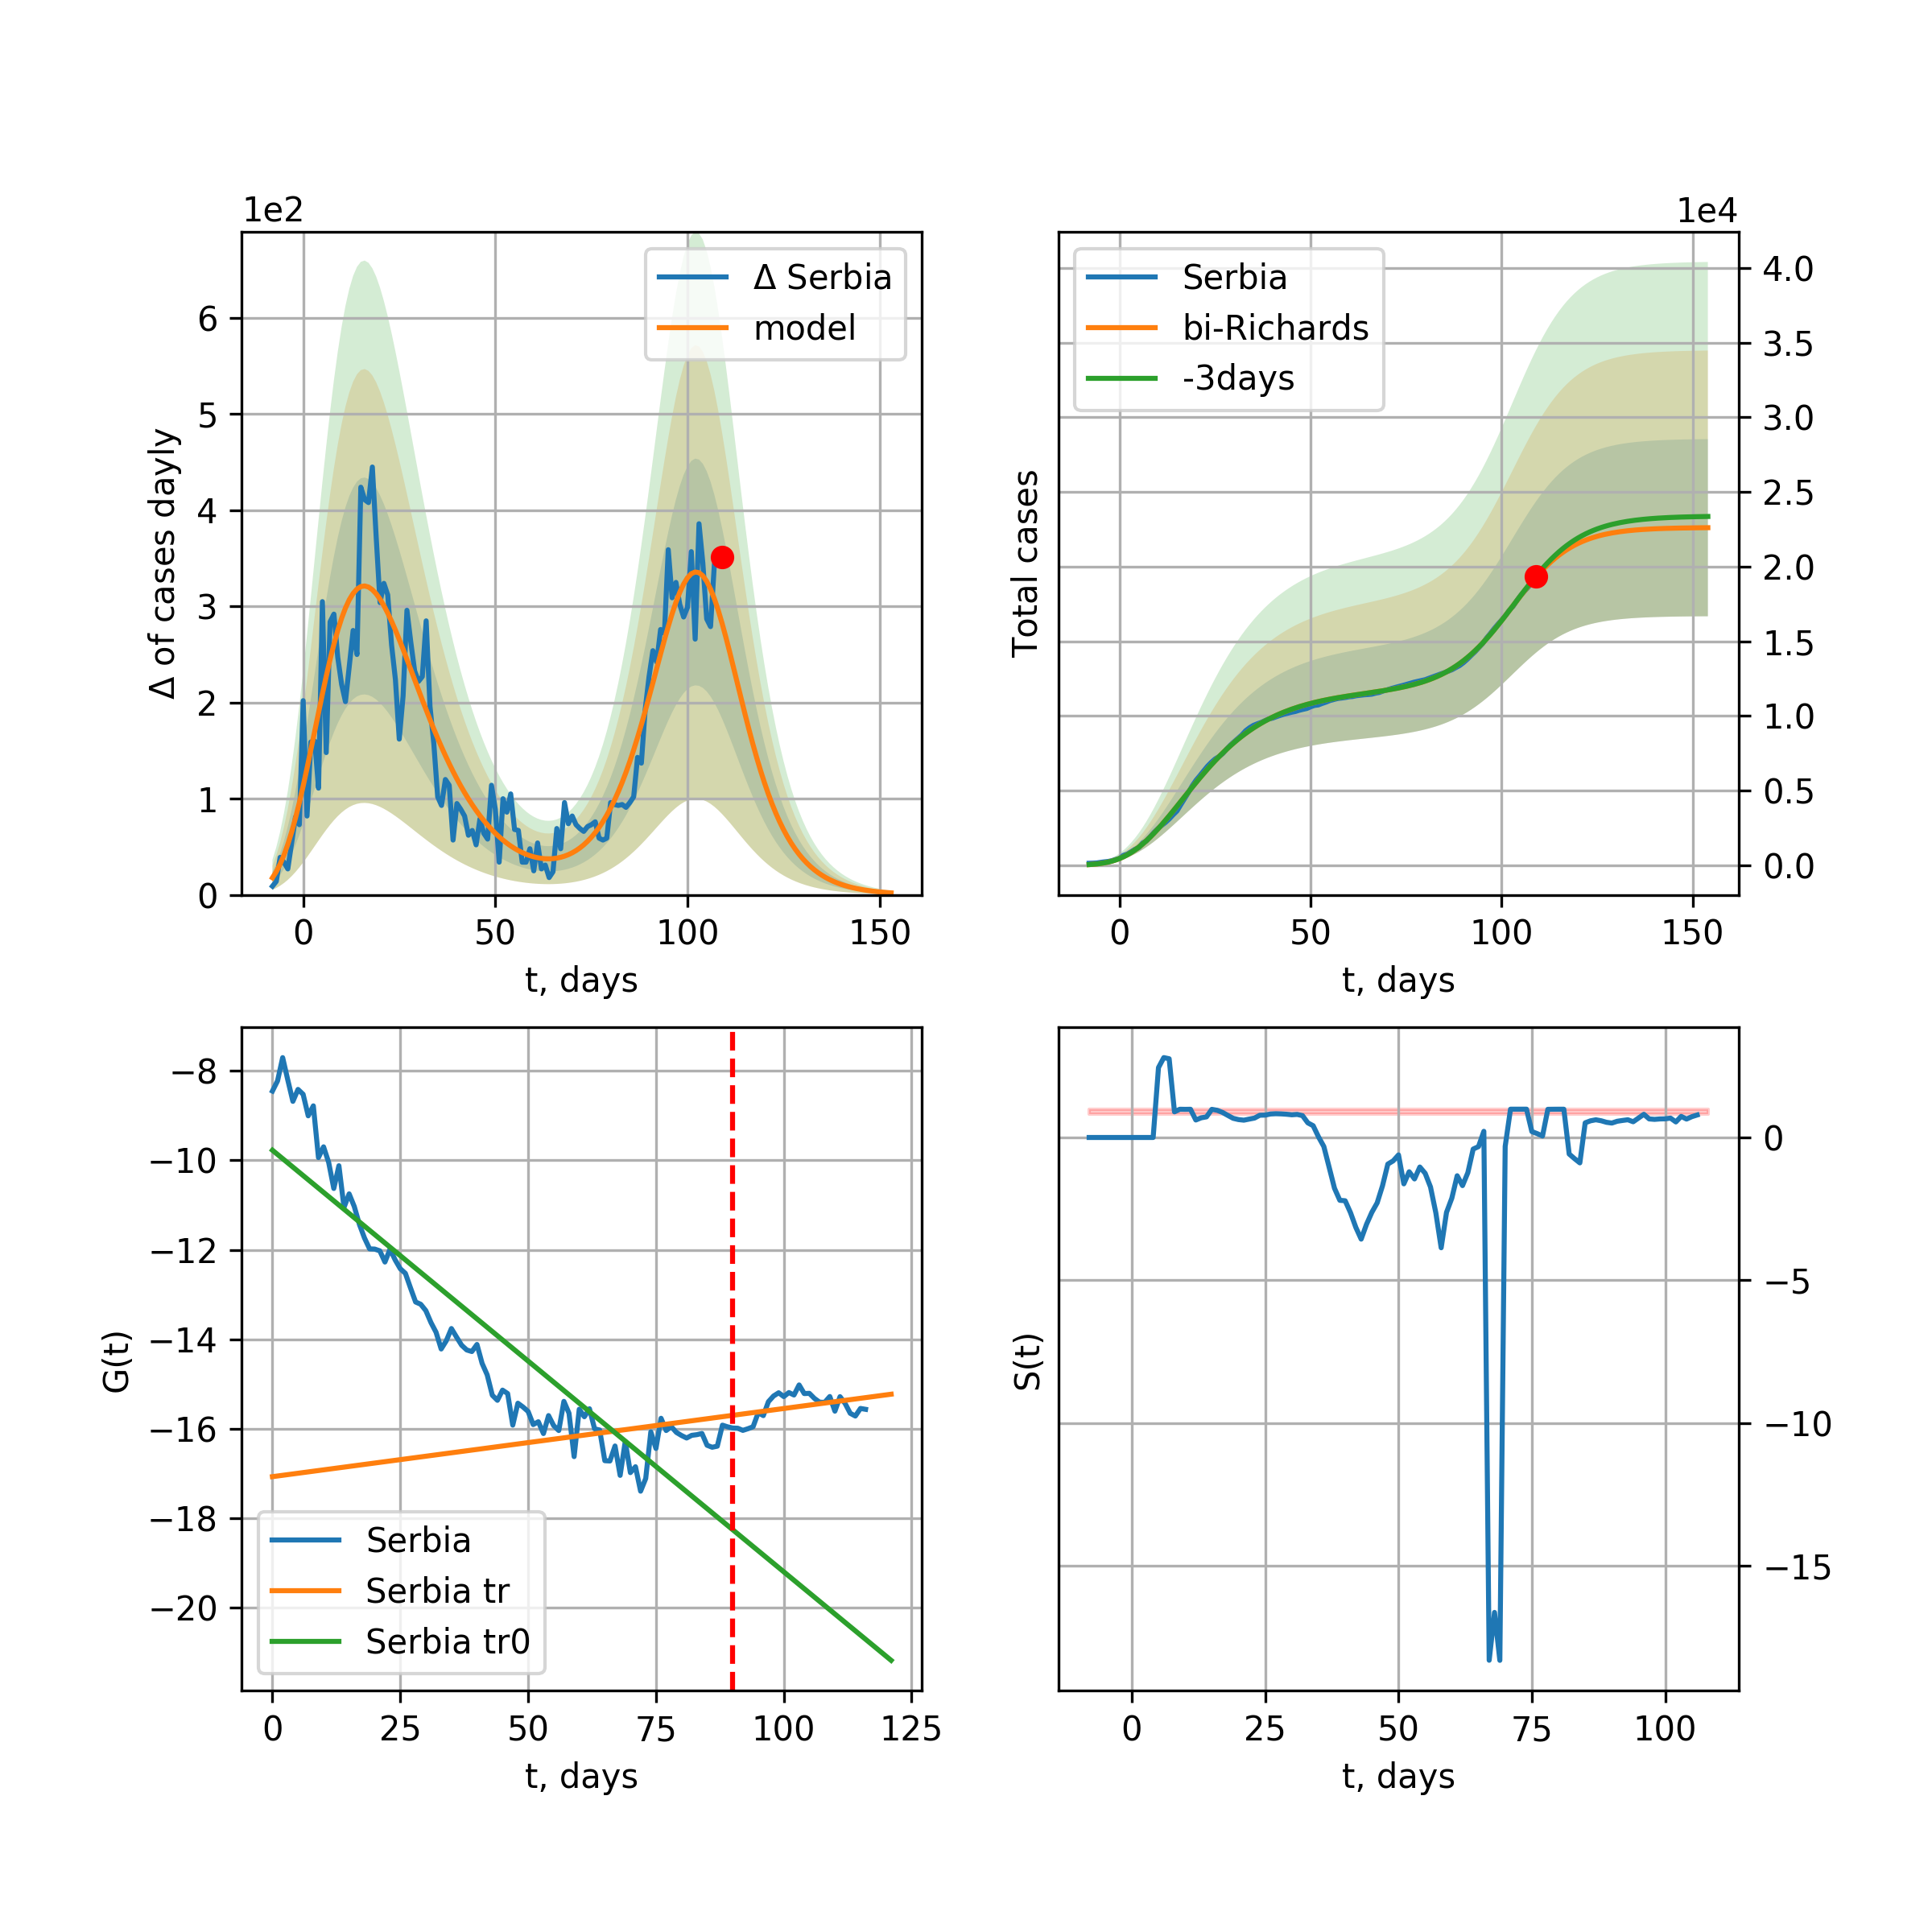 1e2
Δ of cases dayly
6
5
4
3
2
1
0
0 50 100 150
t, days
Δ Serbia
model
1e4
Total cases
4.0
3.5
3.0
2.5
2.0
1.5
1.0
0.5
0.0
0 50 100 150
t, days
Serbia
bi-Richards
-3days
G(t)
−8
−10
−12
−14
−16
−18
−20
0 25 50 75 100 125
t, days
Serbia
Serbia tr
Serbia tr0
S(t)
0
−5
−10
−15
0 25 50 75 100
t, days